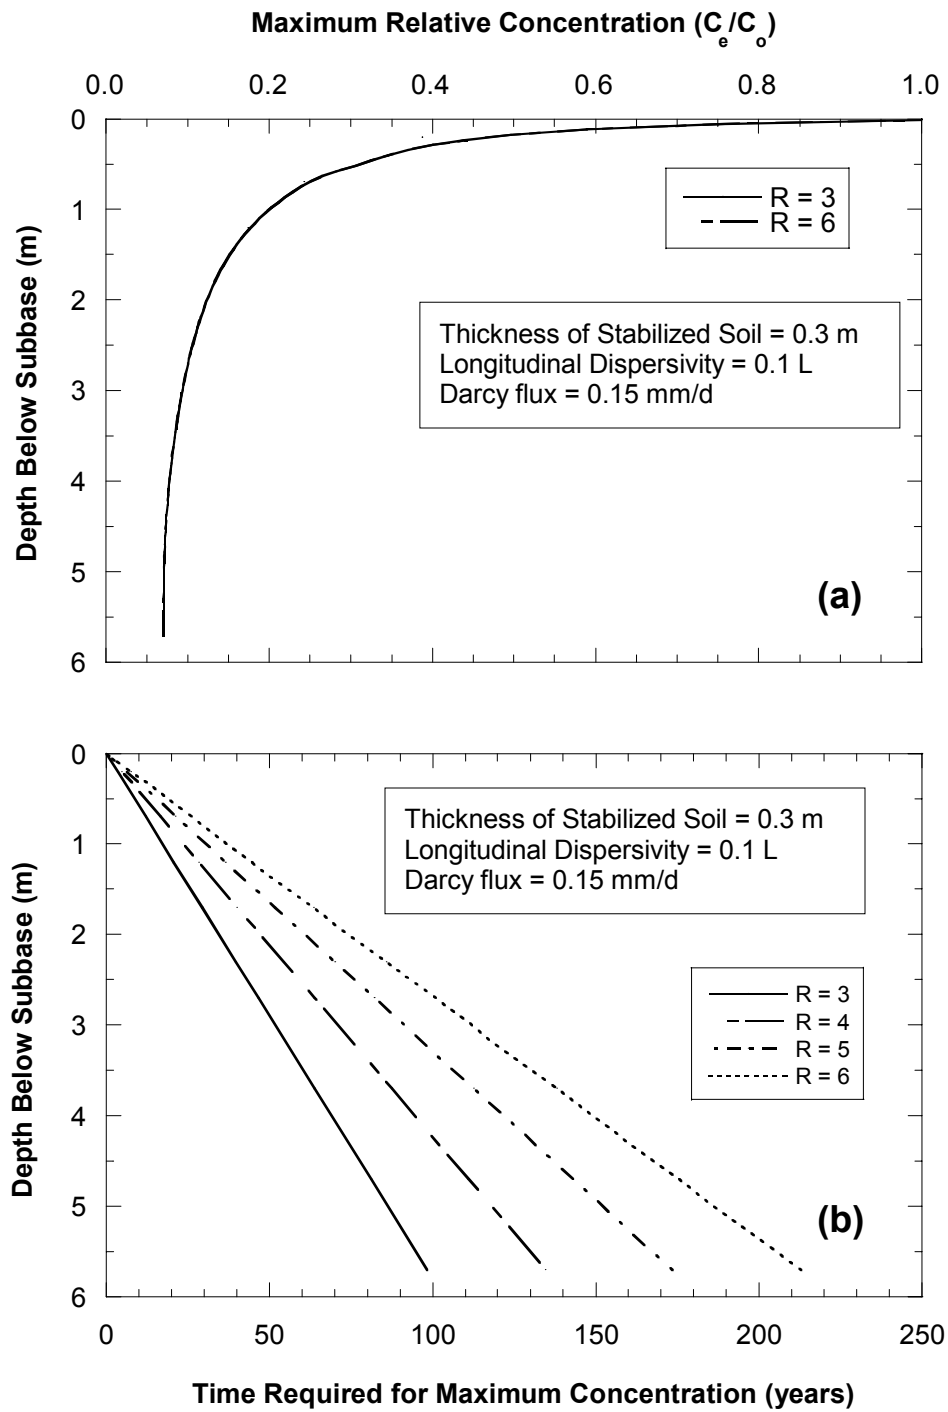 Maximum Relative Concentration (Ce/Co)
0.0 0.2 0.4 0.6 0.8 1.0
0
1
2
3
4
5
6
Depth Below Subbase (m)
R = 3
R = 6
Thickness of Stabilized Soil = 0.3 m
Longitudinal Dispersivity = 0.1 L
Darcy flux = 0.15 mm/d
(a)
0
1
2
3
4
5
6
Depth Below Subbase (m)
Thickness of Stabilized Soil = 0.3 m
Longitudinal Dispersivity = 0.1 L
Darcy flux = 0.15 mm/d
R = 3
R = 4
R = 5
R = 6
(b)
0 50 100 150 200 250
Time Required for Maximum Concentration (years)